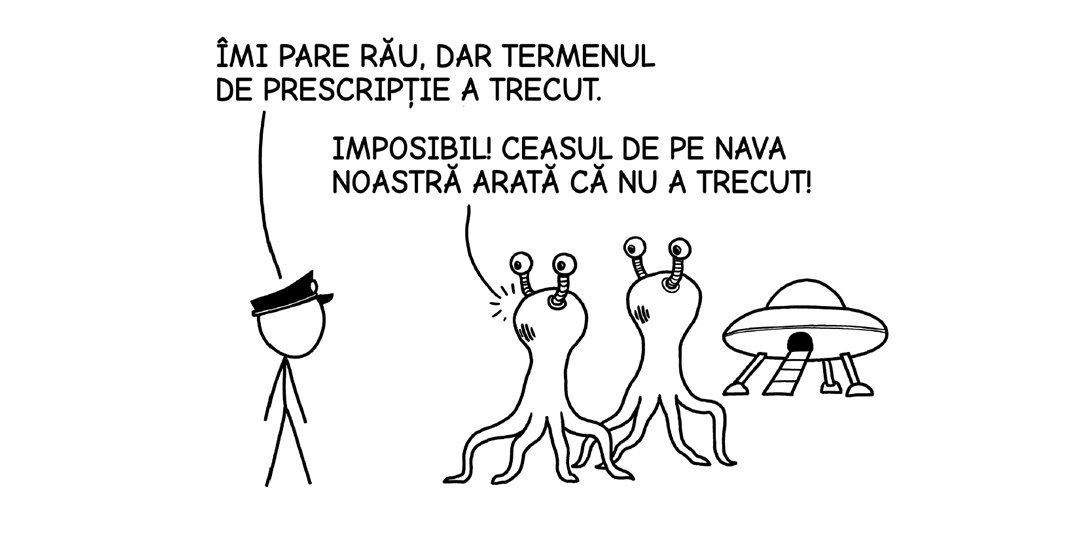 ÎMI PARE RĂU, DAR TERMENUL
DE PRESCRIPȚIE A TRECUT.
IMPOSIBIL! CEASUL DE PE NAVA
NOASTRĂ ARATĂ CĂ NU A TRECUT!